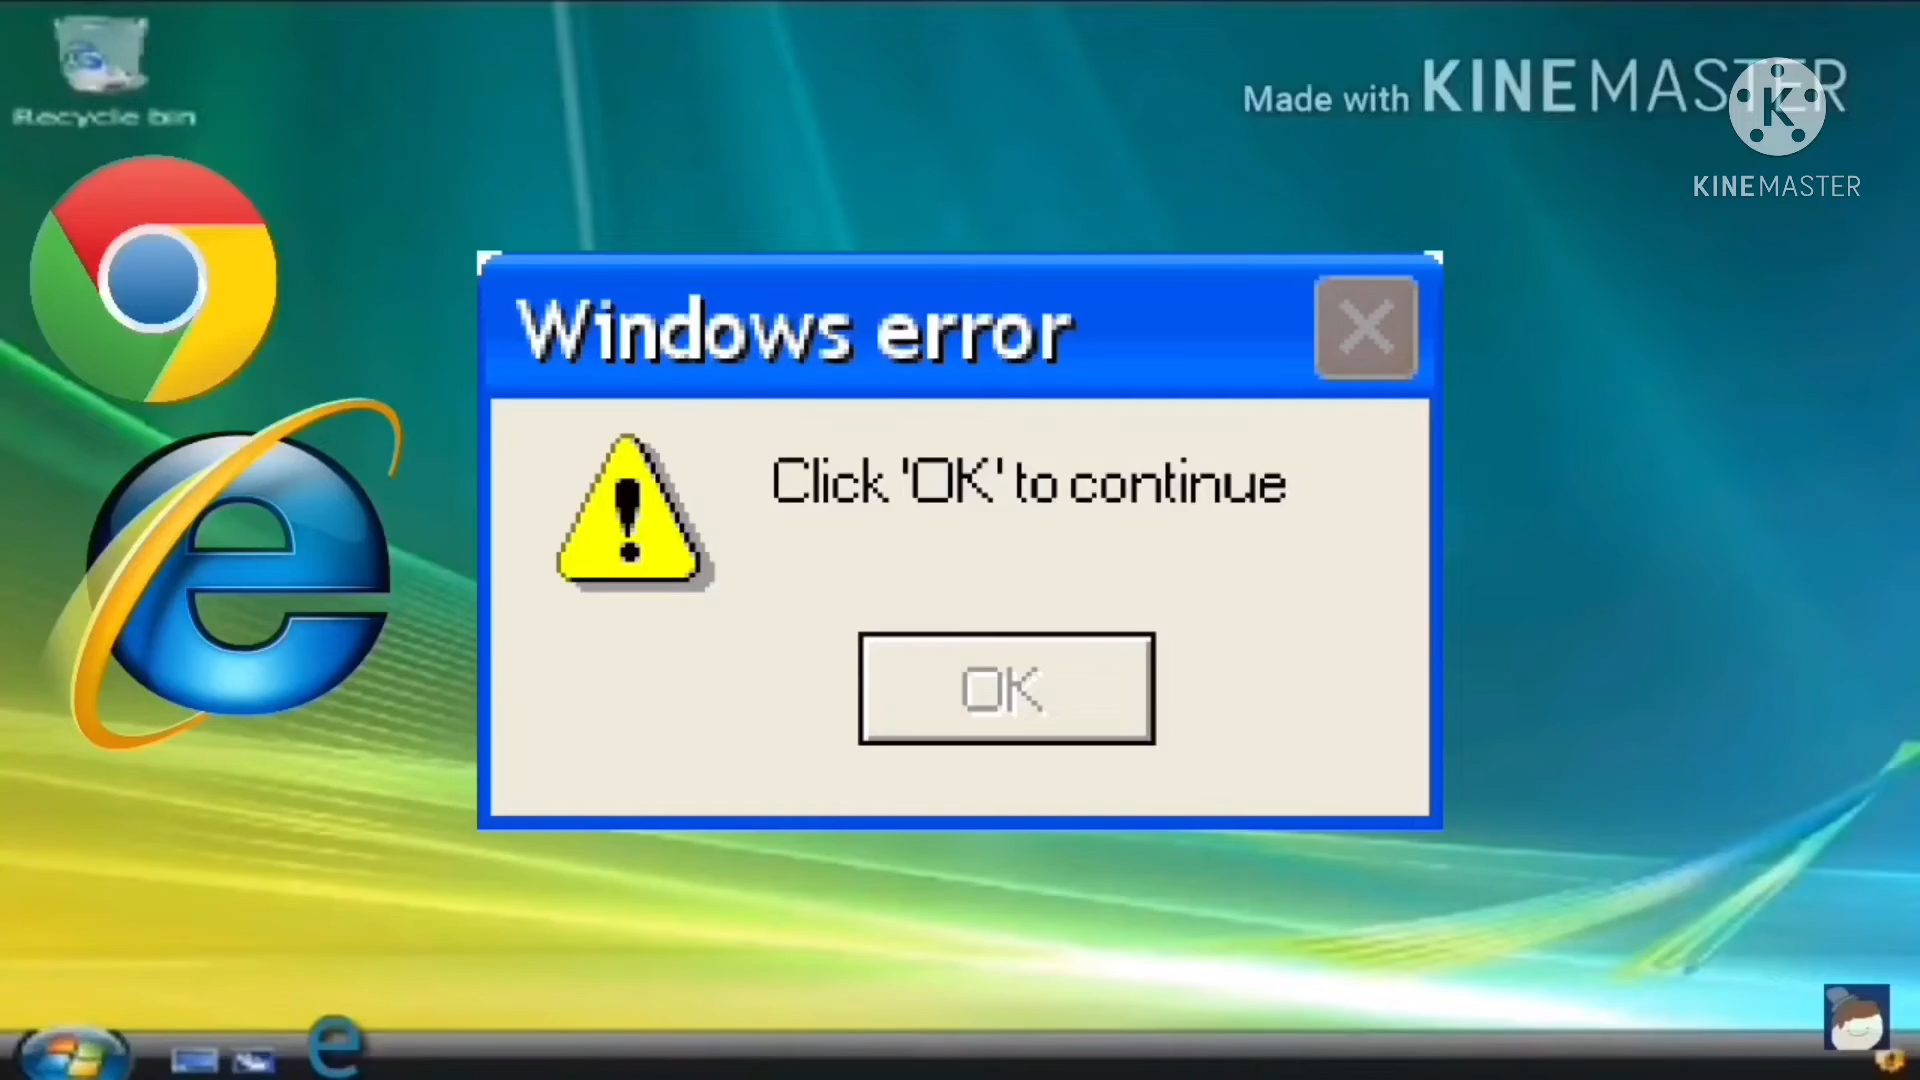 Recycle bin
Made with KINEMASTER
KINEMASTER
Windows error
Click 'OK' to continue
OK